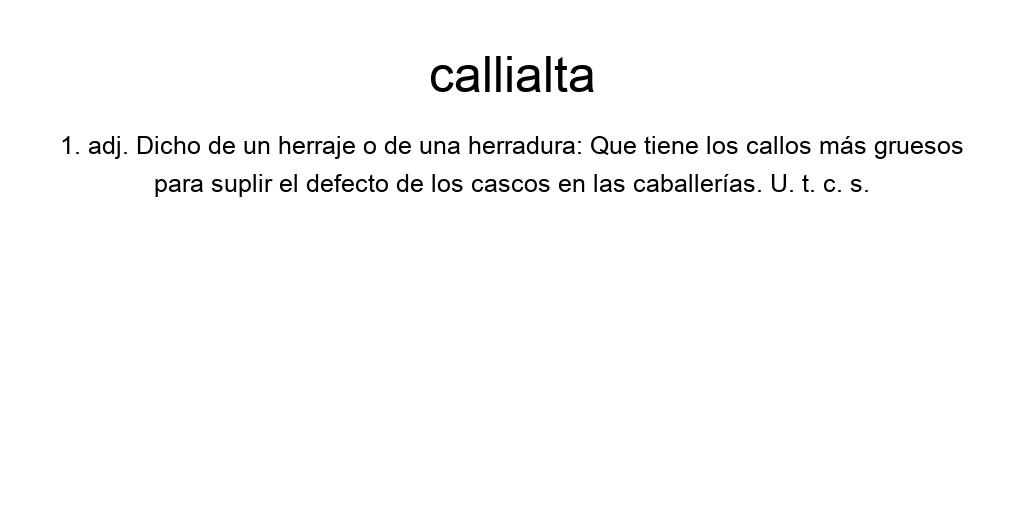 callialta
1. adj. Dicho de un herraje o de una herradura: Que tiene los callos más gruesos
para suplir el defecto de los cascos en las caballerías. U. t. c. s.